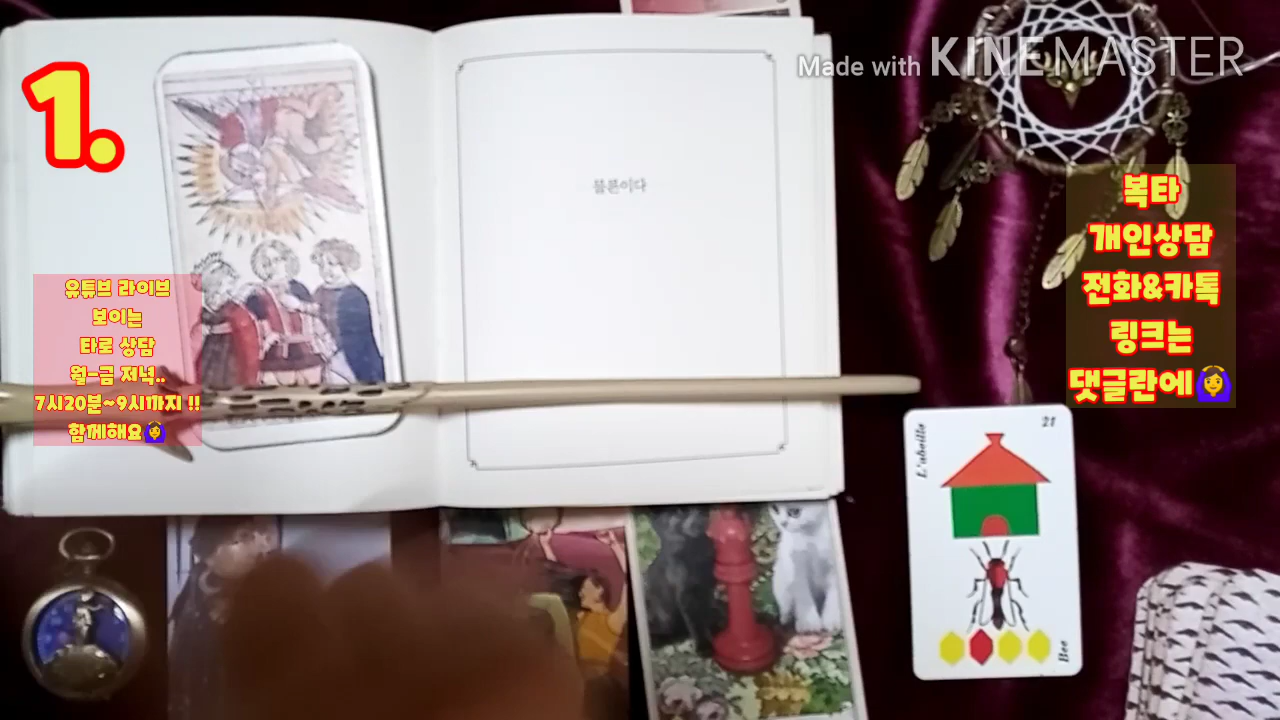 1.
Made with KINEMASTER
물론이다
복타
개인상담
전화&카톡
링크는
댓글란에🙆‍♀️
유튜브 라이브
보이는
타로 상담
월-금 저녁..
7시20분~9시까지 !!
함께해요🙆‍♀️
L'abeille
21
Bee